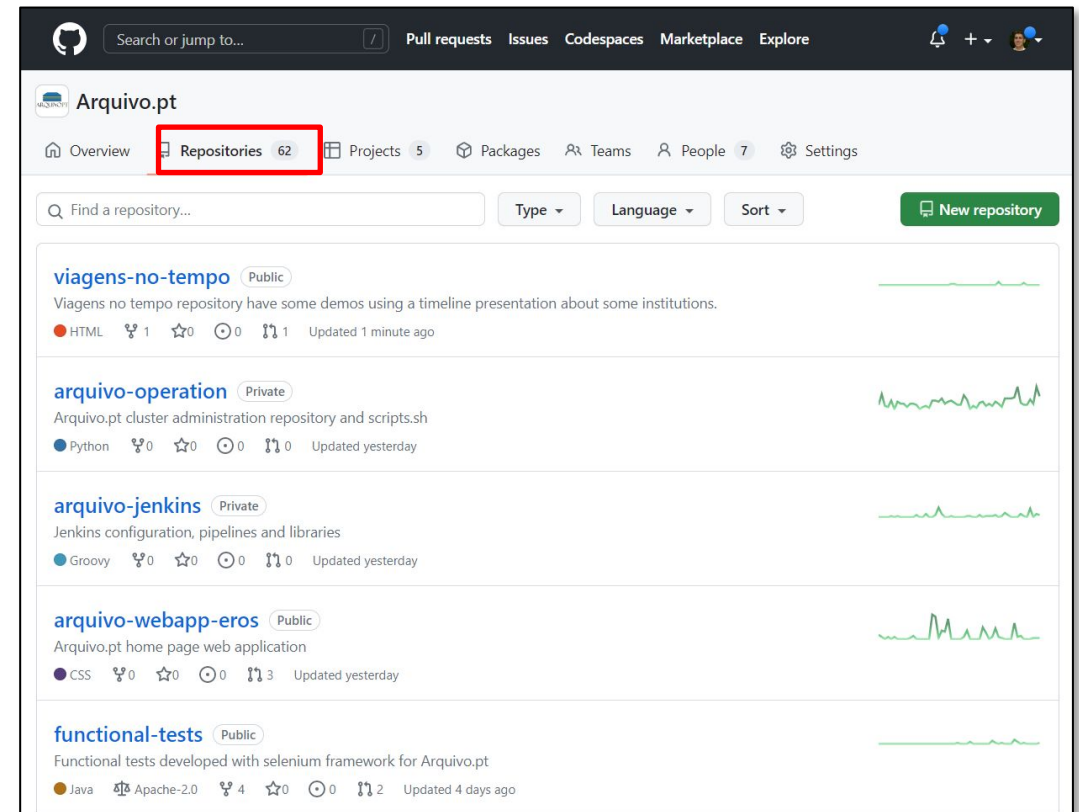 Search or jump to... / Pull requests Issues Codespaces Marketplace Explore
Arquivo.pt
Overview Repositories 62 Projects 5 Packages Teams People 7 Settings
Find a repository... Type Language Sort New repository
viagens-no-tempo Public
Viagens no tempo repository have some demos using a timeline presentation about some institutions.
HTML 1 0 0 1 Updated 1 minute ago
arquivo-operation Private
Arquivo.pt cluster administration repository and scripts.sh
Python 0 0 0 0 Updated yesterday
arquivo-jenkins Private
Jenkins configuration, pipelines and libraries
Groovy 0 0 0 0 Updated yesterday
arquivo-webapp-eros Public
Arquivo.pt home page web application
CSS 0 0 0 3 Updated yesterday
functional-tests Public
Functional tests developed with selenium framework for Arquivo.pt
Java Apache-2.0 4 0 0 2 Updated 4 days ago